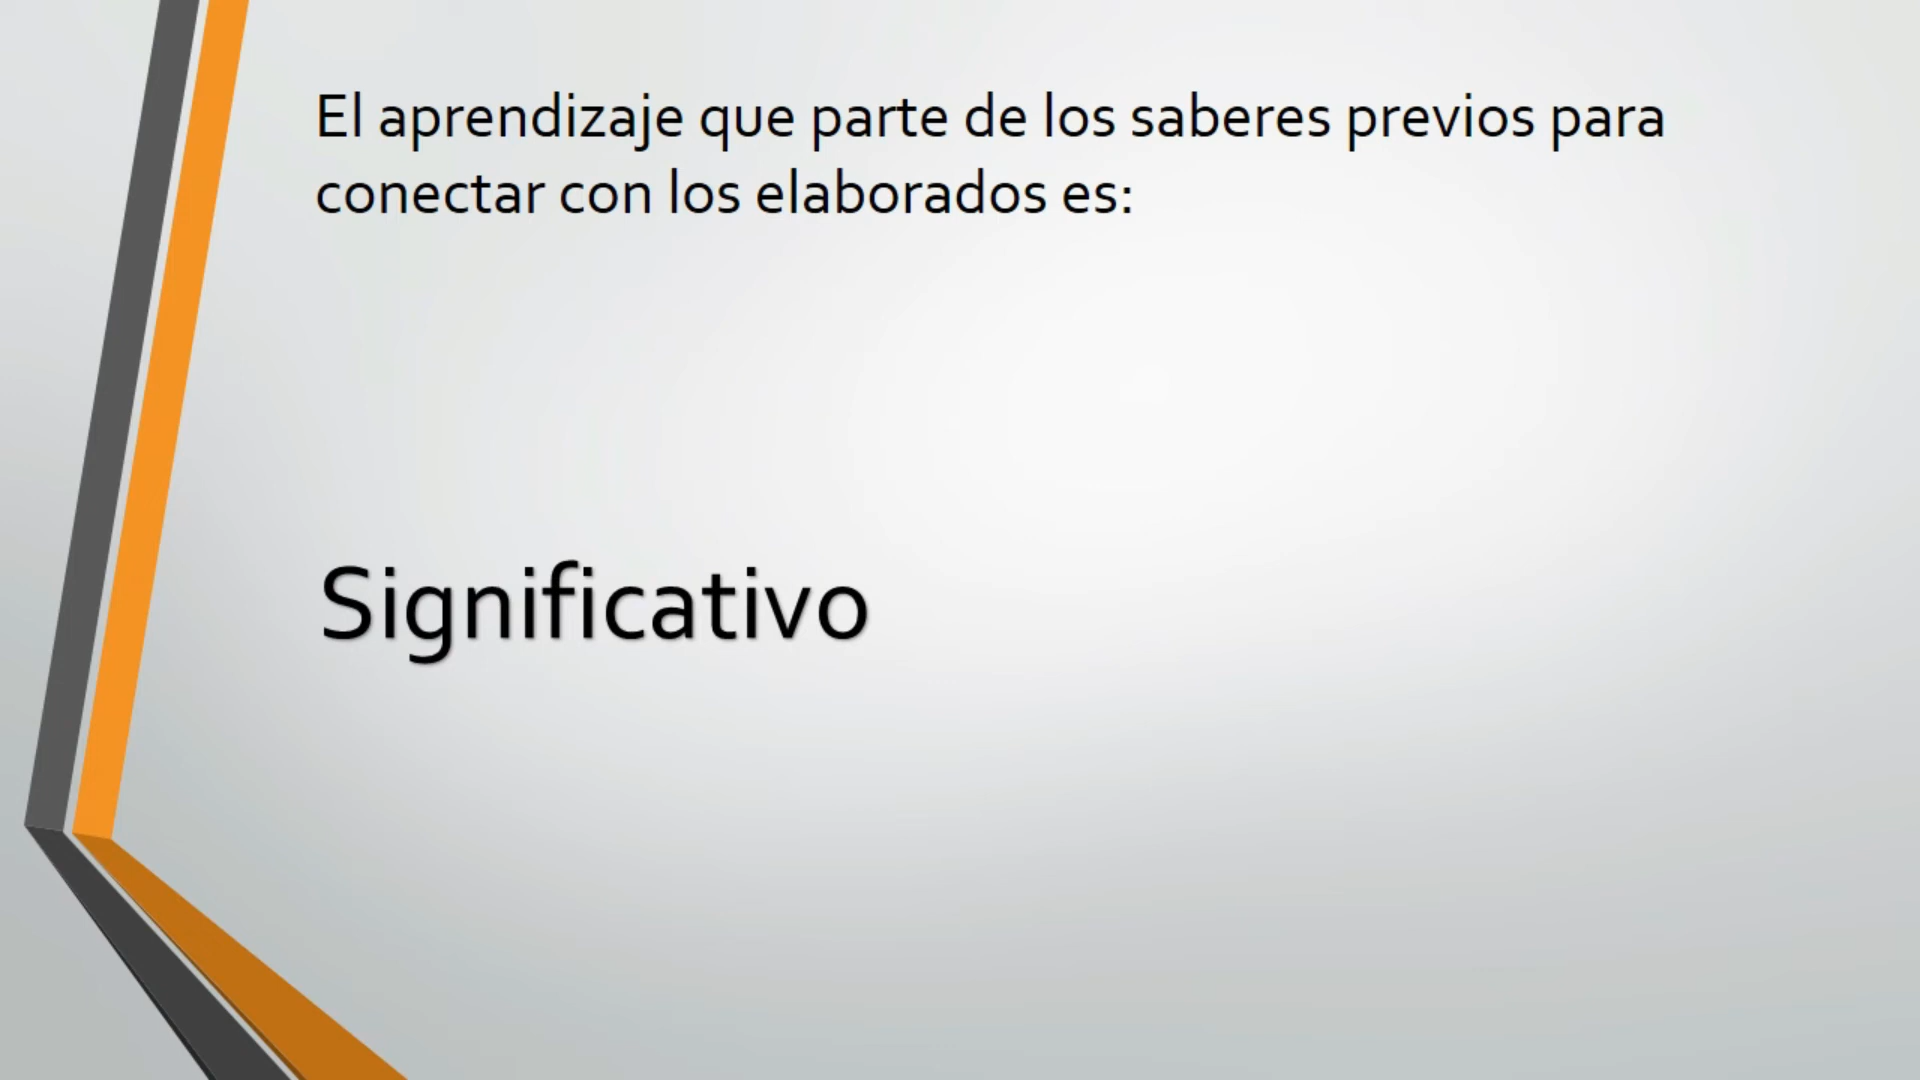 El aprendizaje que parte de los saberes previos para
conectar con los elaborados es:
Significativo